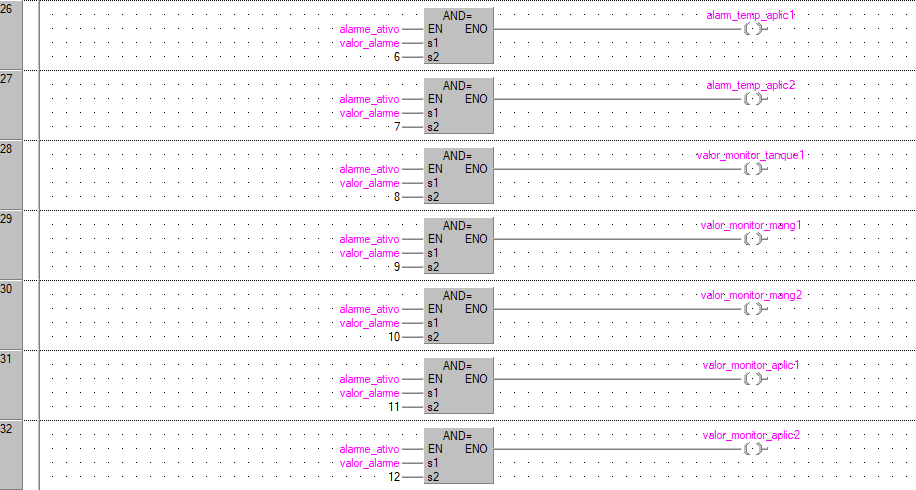 26
AND=
alarm_temp_aplic1
alarme_ativo EN ENO
valor_alarme s1
6 s2
27
AND=
alarm_temp_aplic2
alarme_ativo EN ENO
valor_alarme s1
7 s2
28
AND=
valor_monitor_tanque1
alarme_ativo EN ENO
valor_alarme s1
8 s2
29
AND=
valor_monitor_mang1
alarme_ativo EN ENO
valor_alarme s1
9 s2
30
AND=
valor_monitor_mang2
alarme_ativo EN ENO
valor_alarme s1
10 s2
31
AND=
valor_monitor_aplic1
alarme_ativo EN ENO
valor_alarme s1
11 s2
32
AND=
valor_monitor_aplic2
alarme_ativo EN ENO
valor_alarme s1
12 s2